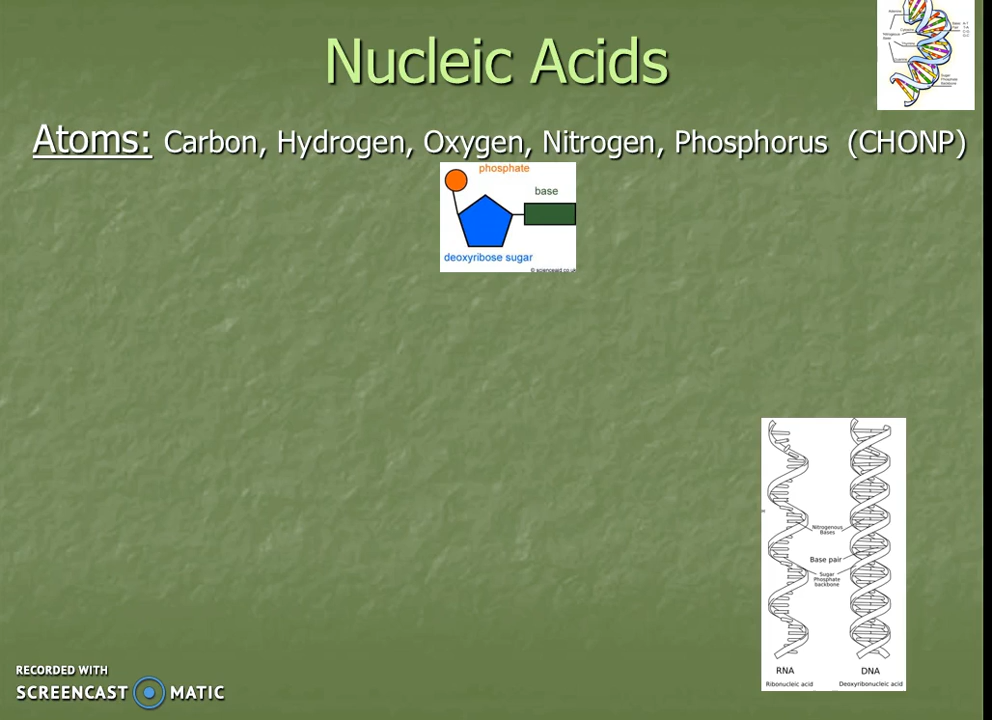 Nucleic Acids
Atoms: Carbon, Hydrogen, Oxygen, Nitrogen, Phosphorus (CHONP)
phosphate
base
deoxyribose sugar
Nitrogenous
Bases
Base pair
Sugar
Phosphate
backbone
RNA
DNA
Ribonucleic acid
Deoxyribonucleic acid
RECORDED WITH
SCREENCAST MATIC